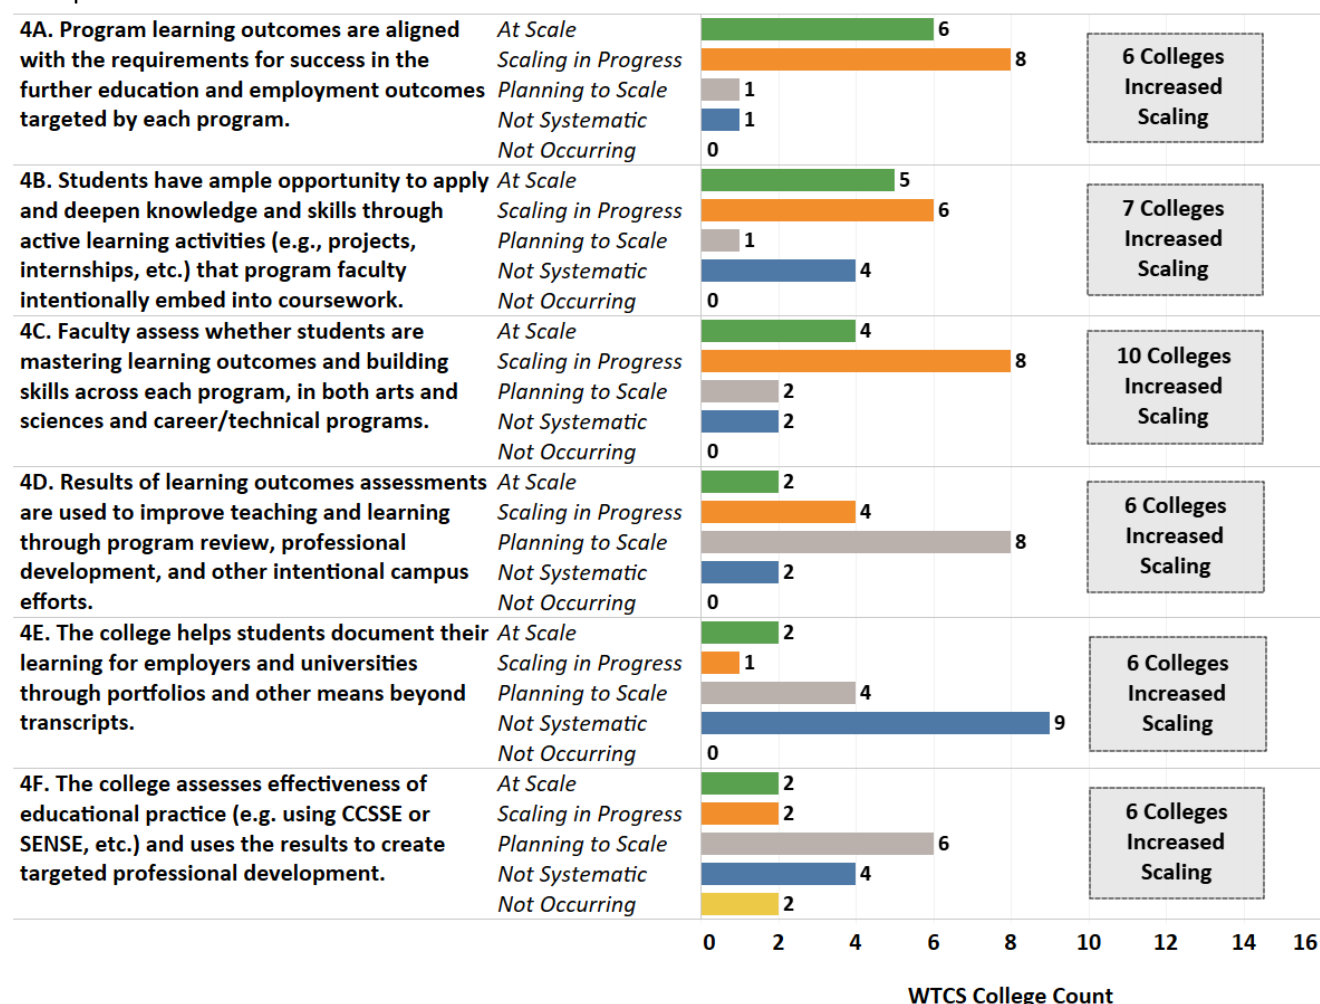 4A. Program learning outcomes are aligned
with the requirements for success in the
further education and employment outcomes
targeted by each program.
At Scale
6
Scaling in Progress
8
Planning to Scale
1
Not Systematic
1
Not Occurring
0
6 Colleges
Increased
Scaling
4B. Students have ample opportunity to apply
and deepen knowledge and skills through
active learning activities (e.g., projects,
internships, etc.) that program faculty
intentionally embed into coursework.
At Scale
5
Scaling in Progress
6
Planning to Scale
1
Not Systematic
4
Not Occurring
0
7 Colleges
Increased
Scaling
4C. Faculty assess whether students are
mastering learning outcomes and building
skills across each program, in both arts and
sciences and career/technical programs.
At Scale
4
Scaling in Progress
8
Planning to Scale
2
Not Systematic
2
Not Occurring
0
10 Colleges
Increased
Scaling
4D. Results of learning outcomes assessments
are used to improve teaching and learning
through program review, professional
development, and other intentional campus
efforts.
At Scale
2
Scaling in Progress
4
Planning to Scale
8
Not Systematic
2
Not Occurring
0
6 Colleges
Increased
Scaling
4E. The college helps students document their
learning for employers and universities
through portfolios and other means beyond
transcripts.
At Scale
2
Scaling in Progress
1
Planning to Scale
4
Not Systematic
9
Not Occurring
0
6 Colleges
Increased
Scaling
4F. The college assesses effectiveness of
educational practice (e.g. using CCSSE or
SENSE, etc.) and uses the results to create
targeted professional development.
At Scale
2
Scaling in Progress
2
Planning to Scale
6
Not Systematic
4
Not Occurring
2
6 Colleges
Increased
Scaling
0 2 4 6 8 10 12 14 16
WTCS College Count